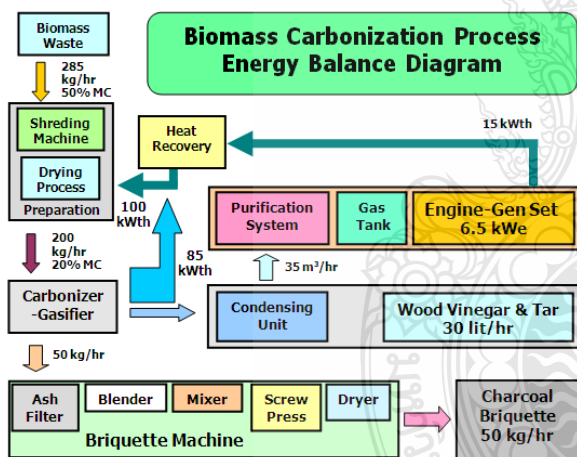 Biomass Carbonization Process
Energy Balance Diagram
Biomass
Waste
285
kg/hr
50% MC
Shreding
Machine
Drying
Process
Preparation
Heat
Recovery
15 kWth
100
kWth
85
kWth
Purification
System
Gas
Tank
Engine-Gen Set
6.5 kWe
200
kg/hr
20% MC
35 m³/hr
Carbonizer
-Gasifier
Condensing
Unit
Wood Vinegar & Tar
30 lit/hr
50 kg/hr
Ash
Filter
Blender
Mixer
Screw
Press
Dryer
Briquette Machine
Charcoal
Briquette
50 kg/hr